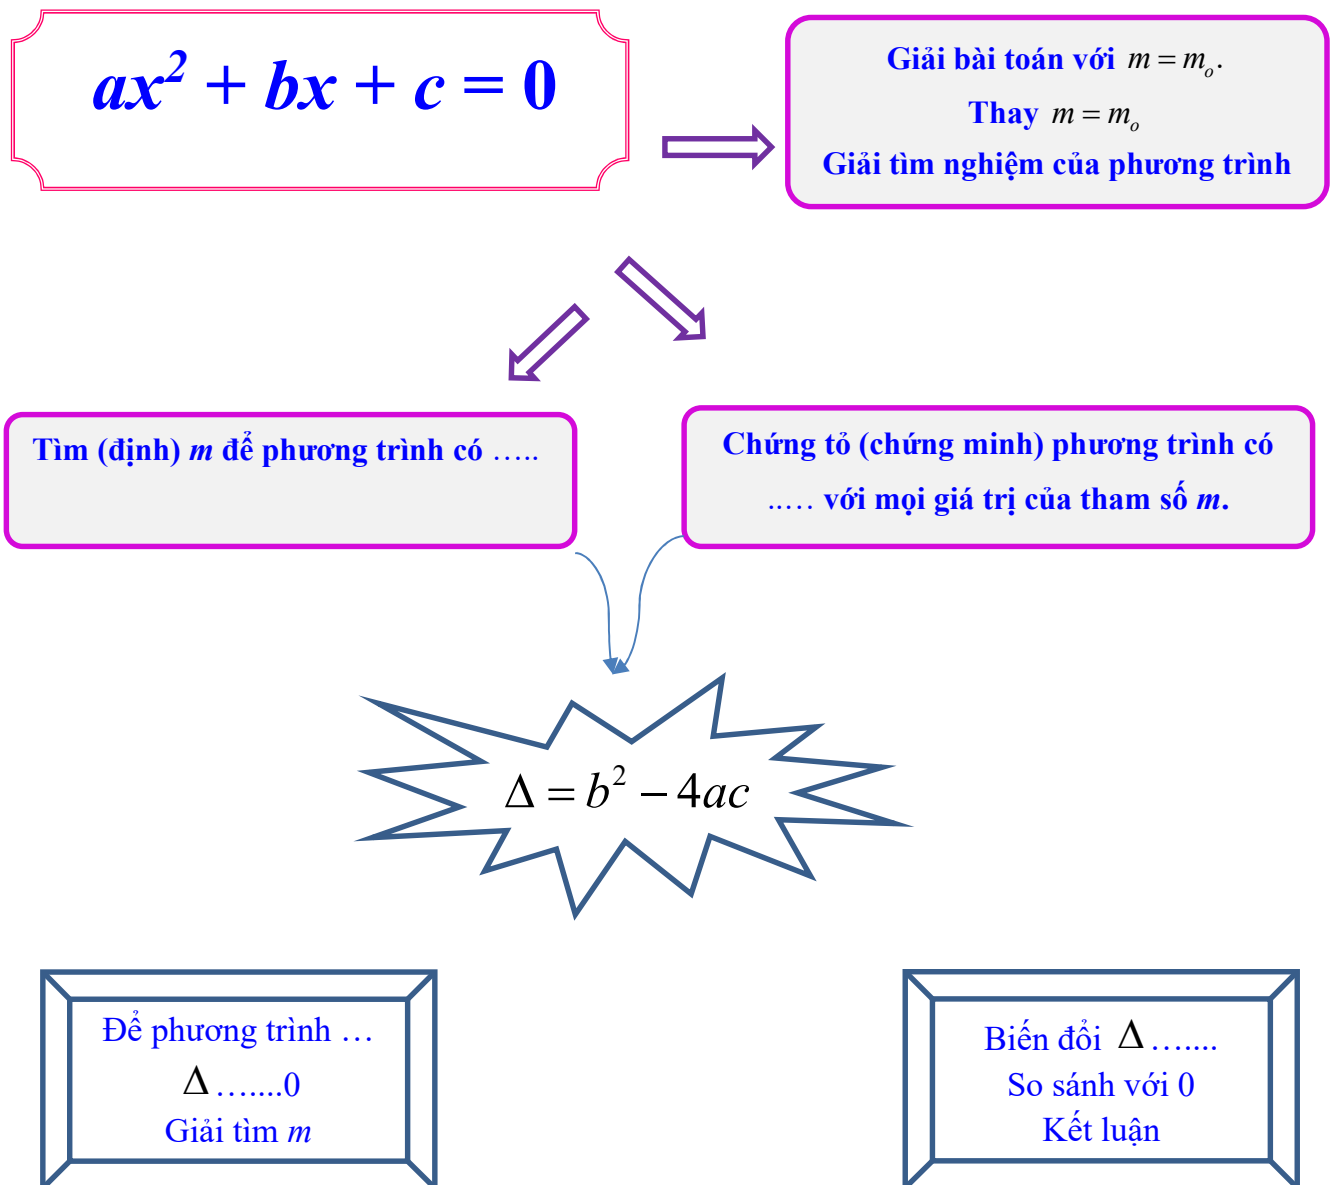 ax² + bx + c = 0
Giải bài toán với m = mₒ.
Thay m = mₒ
Giải tìm nghiệm của phương trình
Tìm (định) m để phương trình có …..
Chứng tỏ (chứng minh) phương trình có
..… với mọi giá trị của tham số m.
Δ = b² − 4ac
Để phương trình …
Δ …....0
Giải tìm m
Biến đổi Δ …....
So sánh với 0
Kết luận